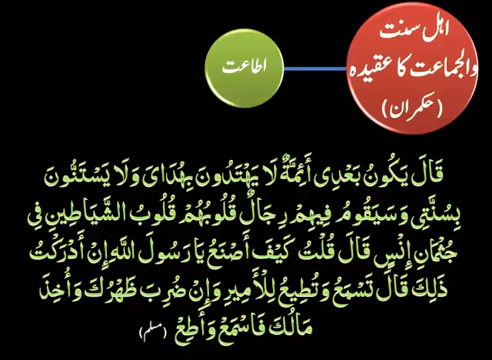 اہل سنت
والجماعت کا عقیدہ
(حکمران)
اطاعت
قَالَ يَكُونُ بَعْدِى أَئِمَّةٌ لَا يَهْتَدُونَ بِهُدَاىَ وَلَا يَسْتَنُّونَ
بِسُنَّتِى وَسَيَقُومُ فِيهِمْ رِجَالٌ قُلُوبُهُمْ قُلُوبُ الشَّيَاطِينِ فِى
جُثْمَانِ إِنْسٍ قَالَ قُلْتُ كَيْفَ أَصْنَعُ يَا رَسُولَ اللَّهِ إِنْ أَدْرَكْتُ
ذَلِكَ قَالَ تَسْمَعُ وَتُطِيعُ لِلْأَمِيرِ وَإِنْ ضُرِبَ ظَهْرُكَ وَأُخِذَ
مَالُكَ فَاسْمَعْ وَأَطِعْ (مسلم)